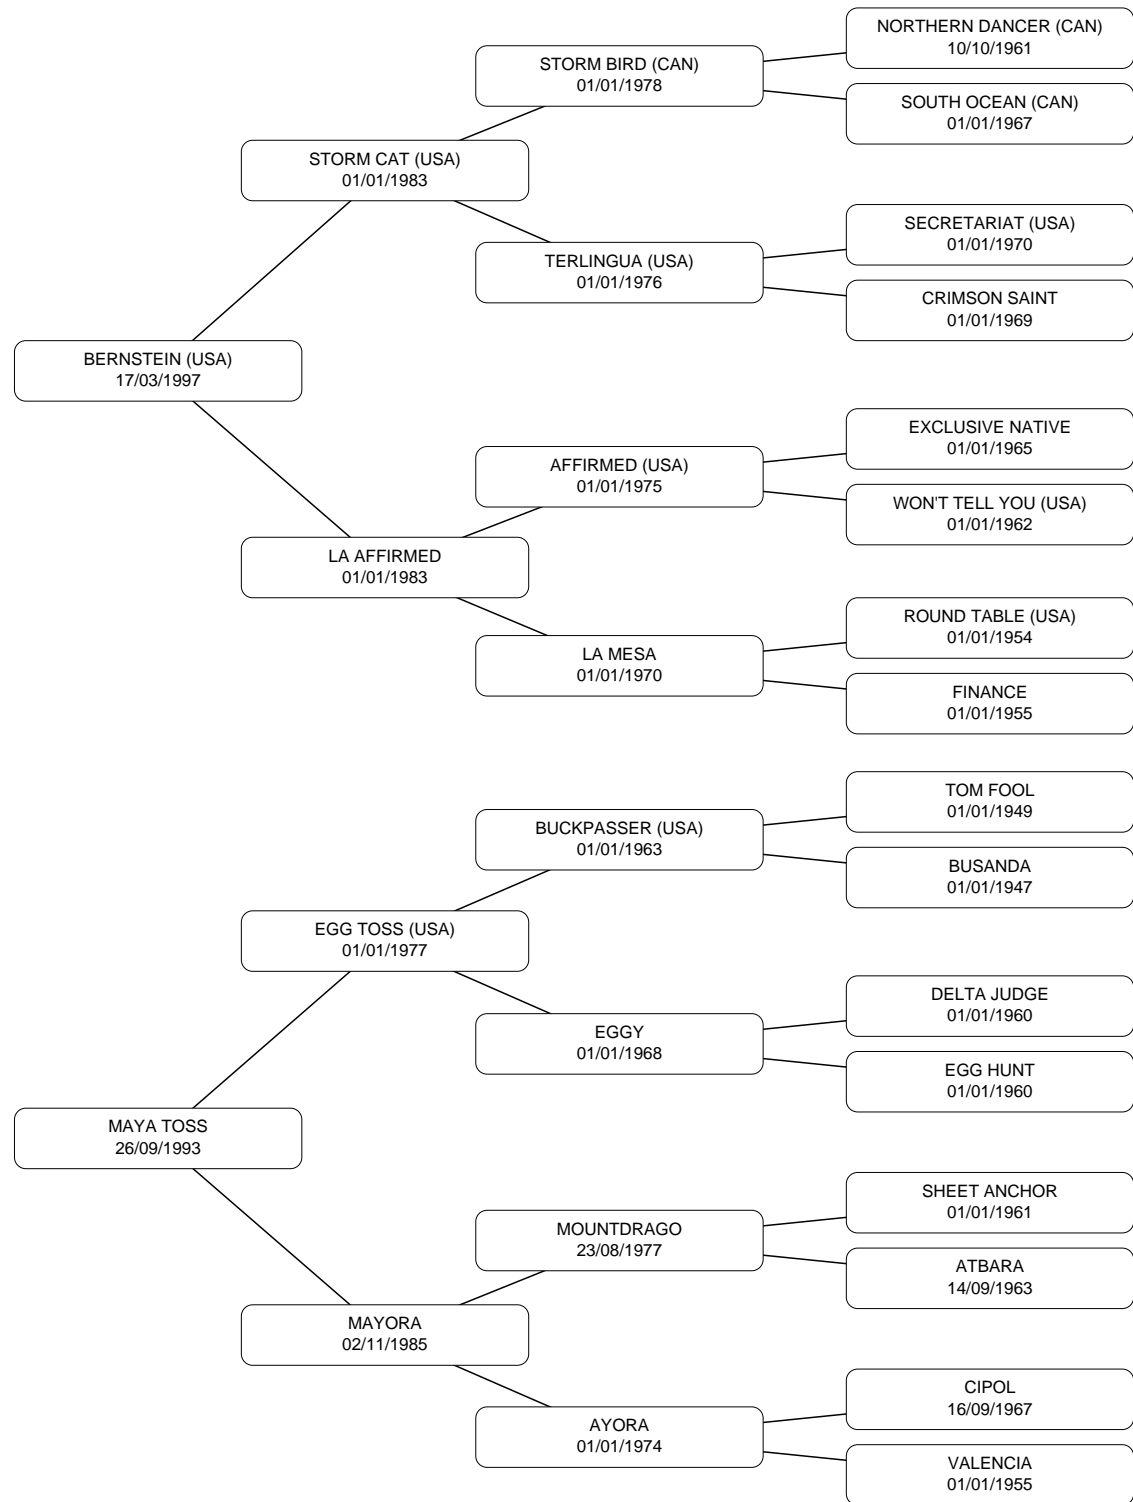 NORTHERN DANCER (CAN)
10/10/1961
STORM BIRD (CAN)
01/01/1978
SOUTH OCEAN (CAN)
01/01/1967
STORM CAT (USA)
01/01/1983
SECRETARIAT (USA)
01/01/1970
TERLINGUA (USA)
01/01/1976
CRIMSON SAINT
01/01/1969
BERNSTEIN (USA)
17/03/1997
EXCLUSIVE NATIVE
01/01/1965
AFFIRMED (USA)
01/01/1975
WON'T TELL YOU (USA)
01/01/1962
LA AFFIRMED
01/01/1983
ROUND TABLE (USA)
01/01/1954
LA MESA
01/01/1970
FINANCE
01/01/1955
TOM FOOL
01/01/1949
BUCKPASSER (USA)
01/01/1963
BUSANDA
01/01/1947
EGG TOSS (USA)
01/01/1977
DELTA JUDGE
01/01/1960
EGGY
01/01/1968
EGG HUNT
01/01/1960
MAYA TOSS
26/09/1993
SHEET ANCHOR
01/01/1961
MOUNTDRAGO
23/08/1977
ATBARA
14/09/1963
MAYORA
02/11/1985
CIPOL
16/09/1967
AYORA
01/01/1974
VALENCIA
01/01/1955